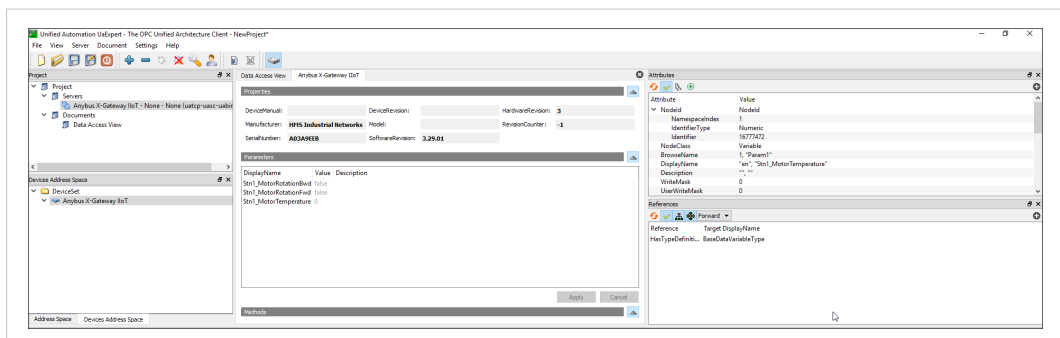 Unified Automation UaExpert - The OPC Unified Architecture Client - NewProject*
File View Server Document Settings Help
Project
Project
Servers
Anybus X-Gateway IIoT - None - None (uatcp-uasc-uabir
Documents
Data Access View
Devices Address Space
DeviceSet
Anybus X-Gateway IIoT
Address Space Devices Address Space
Data Access View Anybus X-Gateway IIoT
Properties
DeviceManual: DeviceRevision: HardwareRevision: 3
Manufacturer: HMS Industrial Networks Model: RevisionCounter: -1
SerialNumber: A03A9EEB SoftwareRevision: 3.29.01
Parameters
DisplayName Value Description
Stn1_MotorRotationBwd false
Stn1_MotorRotationFwd false
Stn1_MotorTemperature 0
Apply Cancel
Methods
Attributes
Attribute Value
NodeId NodeId
NamespaceIndex 1
IdentifierType Numeric
Identifier 16777472
NodeClass Variable
BrowseName 1, "Param1"
DisplayName "en", "Stn1_MotorTemperature"
Description "", ""
WriteMask 0
UserWriteMask 0
References
Forward
Reference Target DisplayName
HasTypeDefiniti... BaseDataVariableType